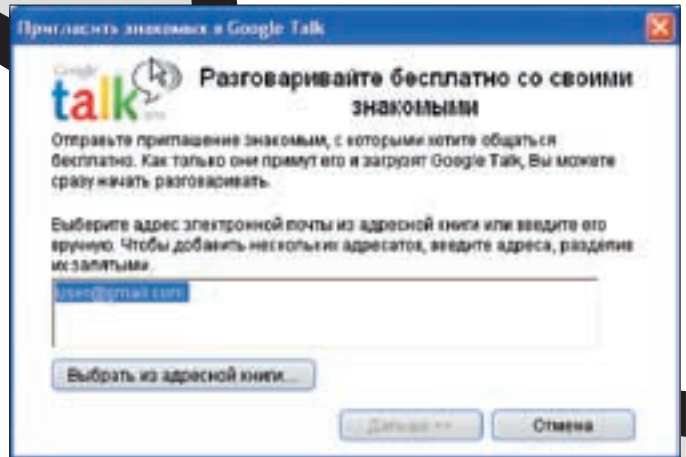 Пригласить знакомых в Google Talk
Google
talk
Разговаривайте бесплатно со своими
знакомыми
Отправьте приглашение знакомым, с которыми хотите общаться
бесплатно. Как только они примут его и загрузят Google Talk, Вы можете
сразу начать разговаривать.
Выберите адрес электронной почты из адресной книги или введите его
вручную. Чтобы добавить нескольких адресатов, введите адреса, разделив
их запятыми.
user@gmail.com
Выбрать из адресной книги...
Дальше >>
Отмена